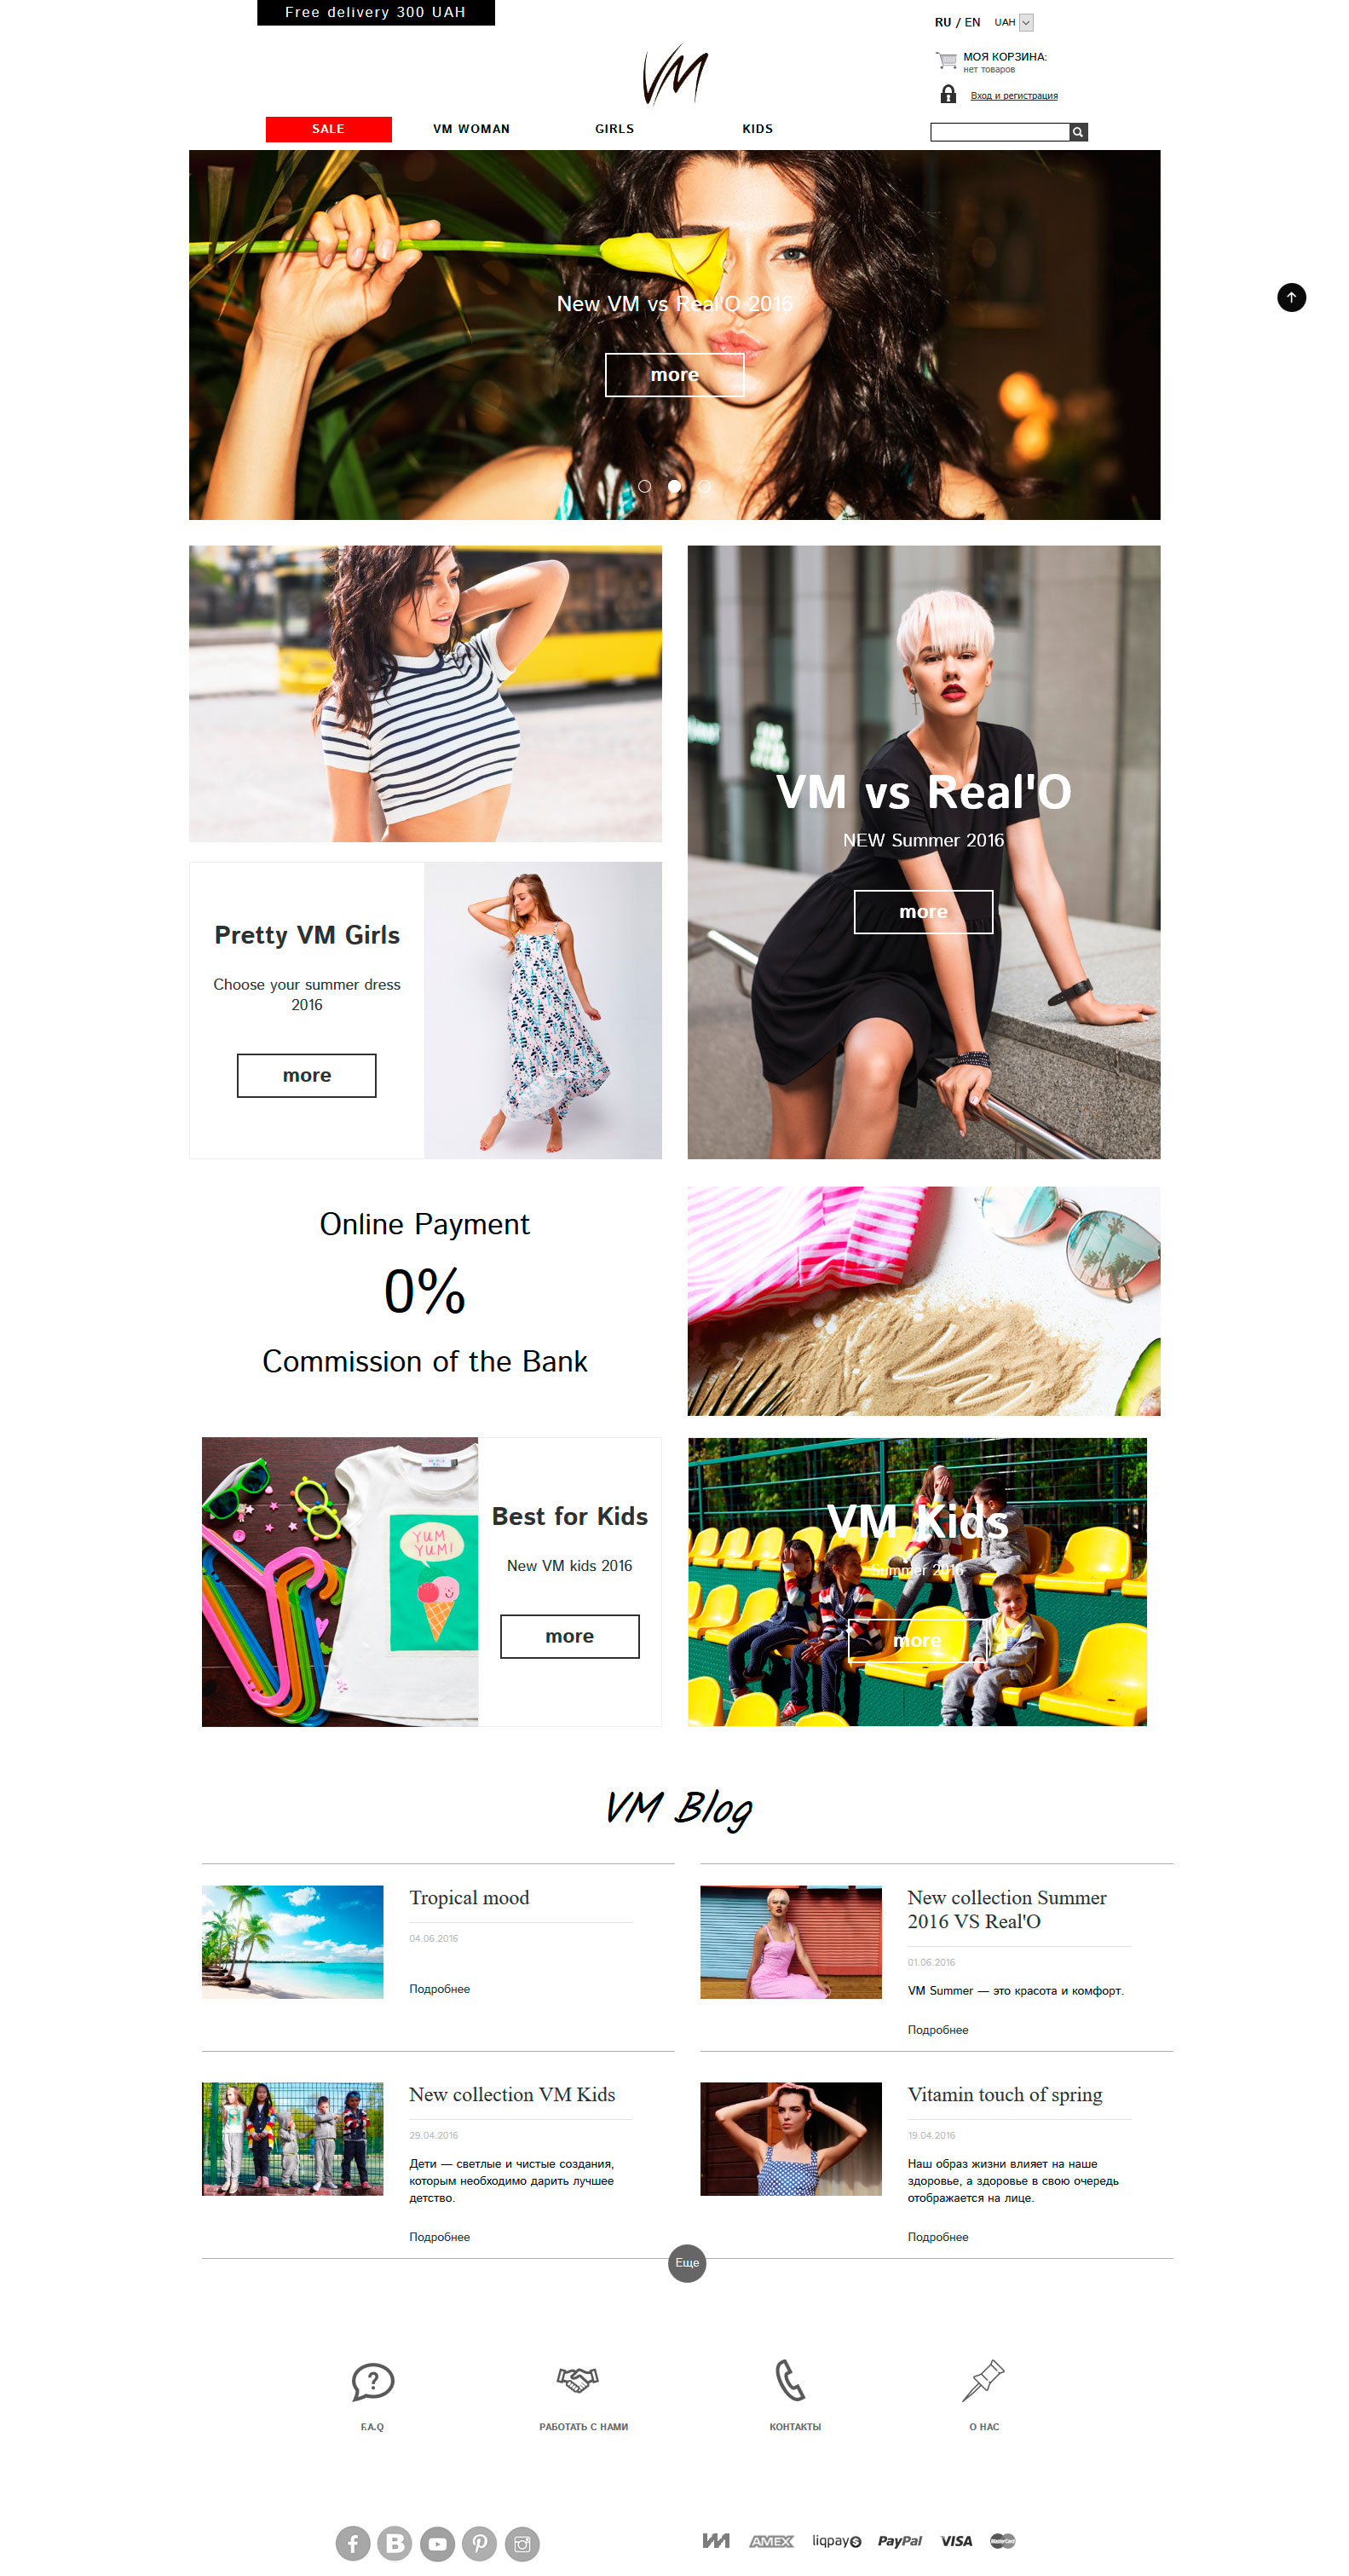 Free delivery 300 UAH
RU / EN UAH
VM
МОЯ КОРЗИНА:
нет товаров
Вход и регистрация
SALE VM WOMAN GIRLS KIDS
New VM vs Real'O 2016
more
VM vs Real'O
NEW Summer 2016
more
Pretty VM Girls
Choose your summer dress
2016
more
Online Payment
0%
Commission of the Bank
YUM
YUM!
Best for Kids
New VM kids 2016
more
VM Kids
Summer 2016
more
VM Blog
Tropical mood
04.06.2016
Подробнее
New collection Summer
2016 VS Real'O
01.06.2016
VM Summer — это красота и комфорт.
Подробнее
New collection VM Kids
29.04.2016
Дети — светлые и чистые создания,
которым необходимо дарить лучшее
детство.
Подробнее
Vitamin touch of spring
19.04.2016
Наш образ жизни влияет на наше
здоровье, а здоровье в свою очередь
отображается на лице.
Подробнее
Еще
F.A.Q
РАБОТАТЬ С НАМИ
КОНТАКТЫ
О НАС
AMEX liqpay PayPal VISA MasterCard